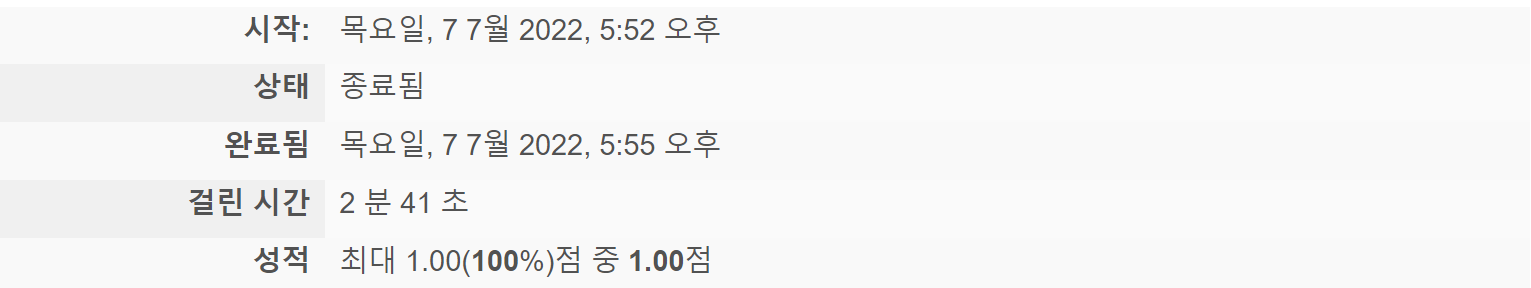 시작: 목요일, 7 7월 2022, 5:52 오후
상태 종료됨
완료됨 목요일, 7 7월 2022, 5:55 오후
걸린 시간 2 분 41 초
성적 최대 1.00(100%)점 중 1.00점